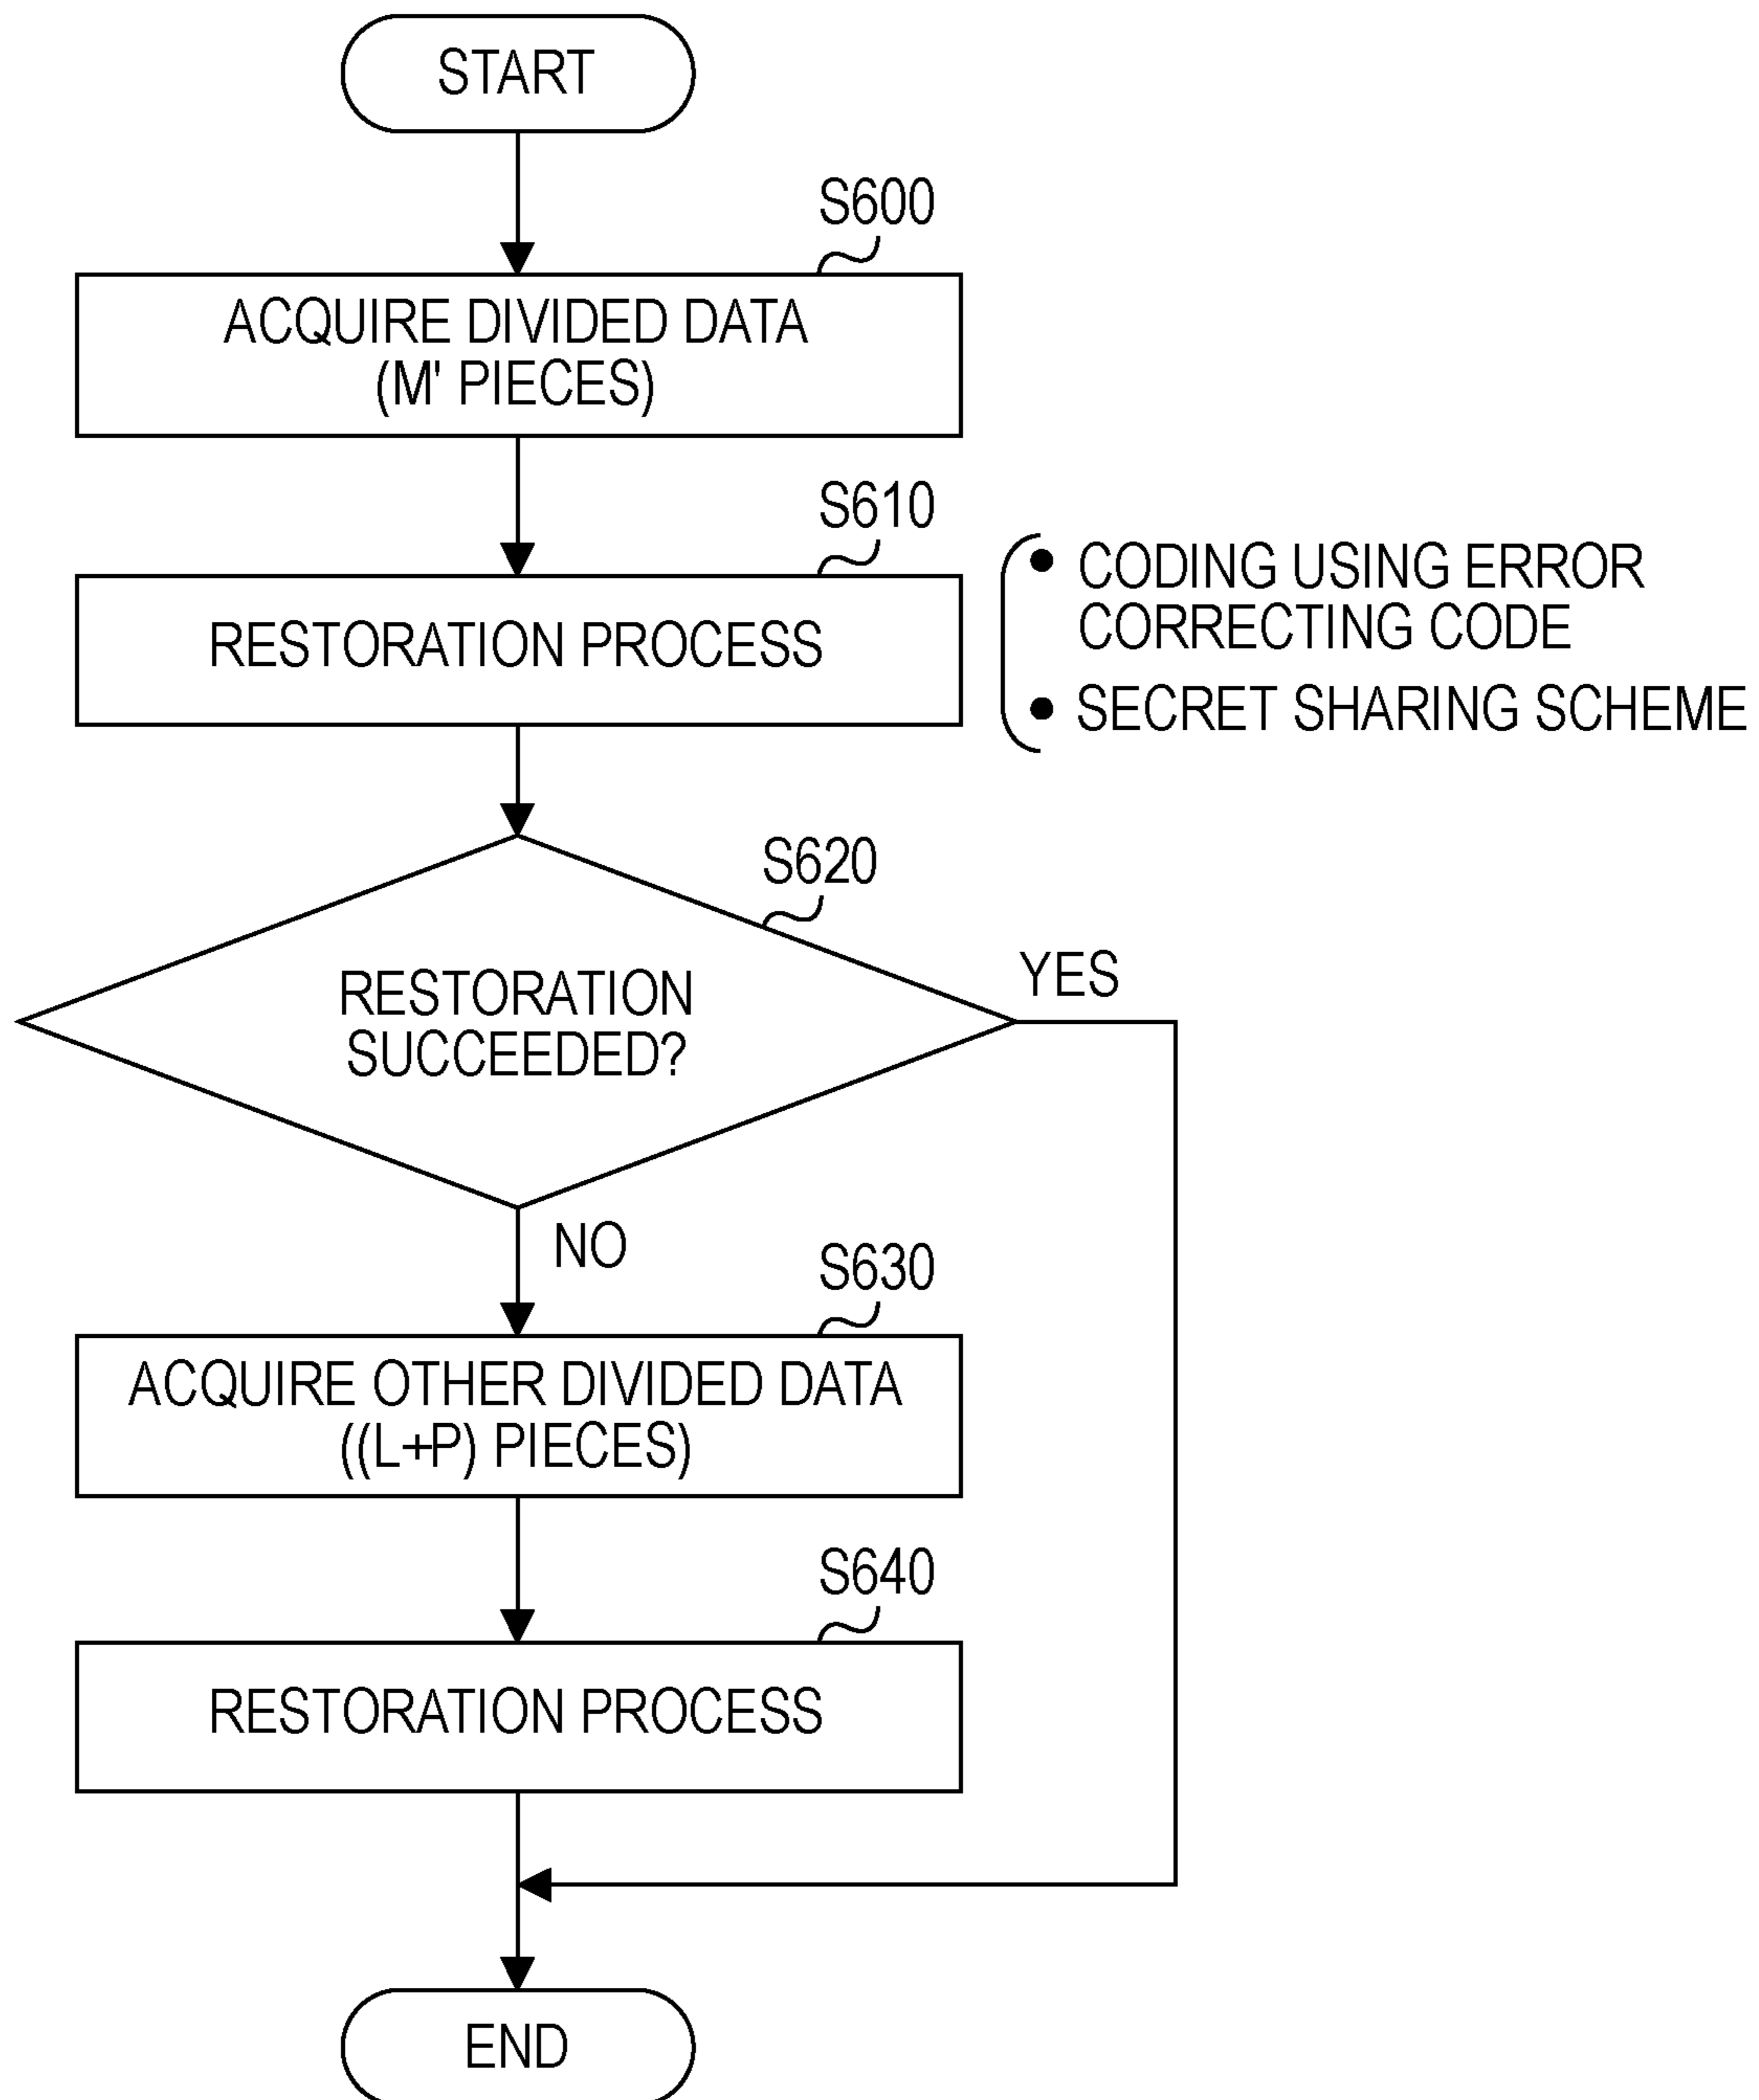 START
S600
ACQUIRE DIVIDED DATA
(M' PIECES)
S610
RESTORATION PROCESS
● CODING USING ERROR
CORRECTING CODE
● SECRET SHARING SCHEME
S620
RESTORATION
SUCCEEDED?
YES
NO
S630
ACQUIRE OTHER DIVIDED DATA
((L+P) PIECES)
S640
RESTORATION PROCESS
END